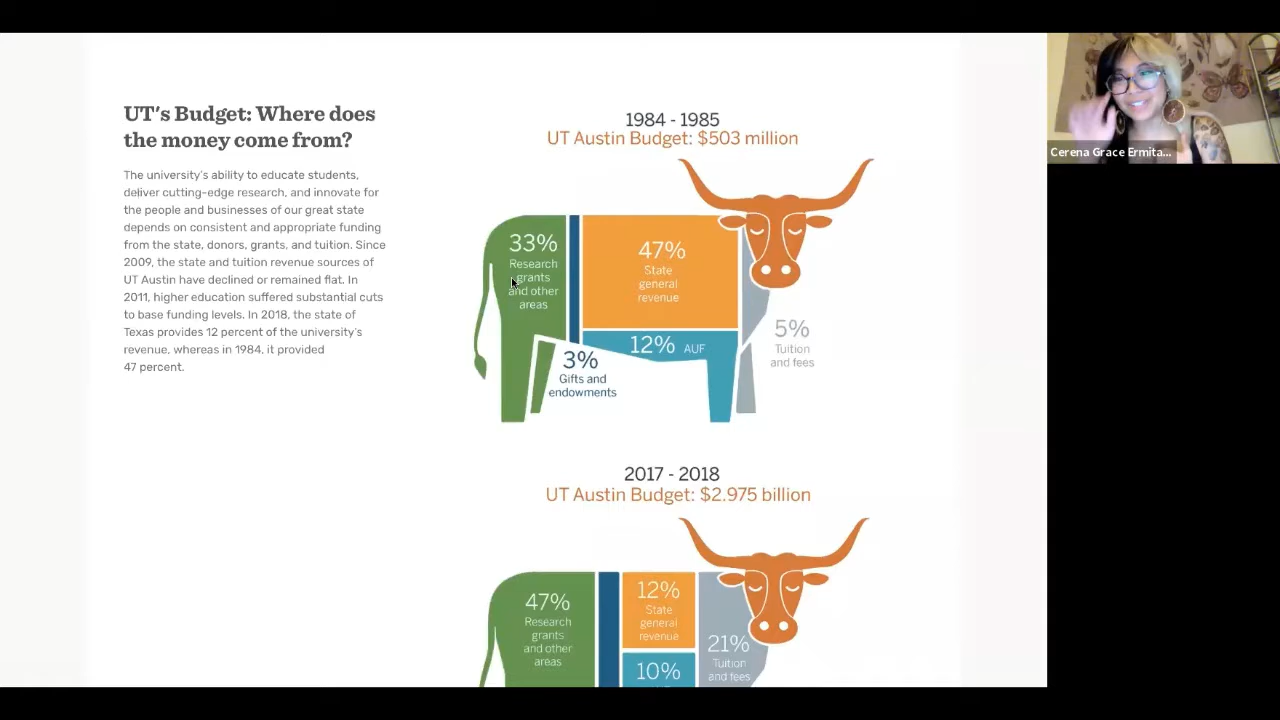 UT's Budget: Where does
the money come from?
The university's ability to educate students,
deliver cutting-edge research, and innovate for
the people and businesses of our great state
depends on consistent and appropriate funding
from the state, donors, grants, and tuition. Since
2009, the state and tuition revenue sources of
UT Austin have declined or remained flat. In
2011, higher education suffered substantial cuts
to base funding levels. In 2018, the state of
Texas provides 12 percent of the university's
revenue, whereas in 1984, it provided
47 percent.
1984 - 1985
UT Austin Budget: $503 million
33%
Research
grants
and other
areas
47%
State
general
revenue
12% AUF
3%
Gifts and
endowments
5%
Tuition
and fees
2017 - 2018
UT Austin Budget: $2.975 billion
47%
Research
grants
and other
areas
12%
State
general
revenue
10%
21%
Tuition
and fees
Cerena Grace Ermita...